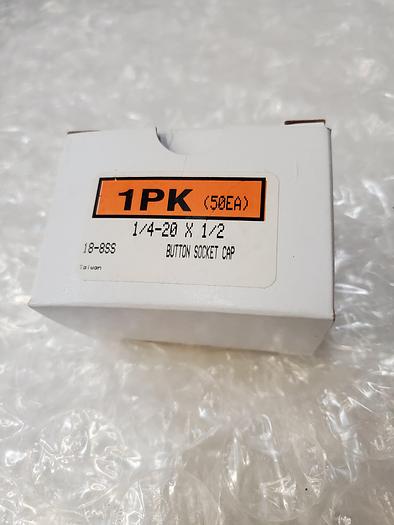 1PK (50EA)
1/4-20 X 1/2
18-8SS BUTTON SOCKET CAP
Taiwan